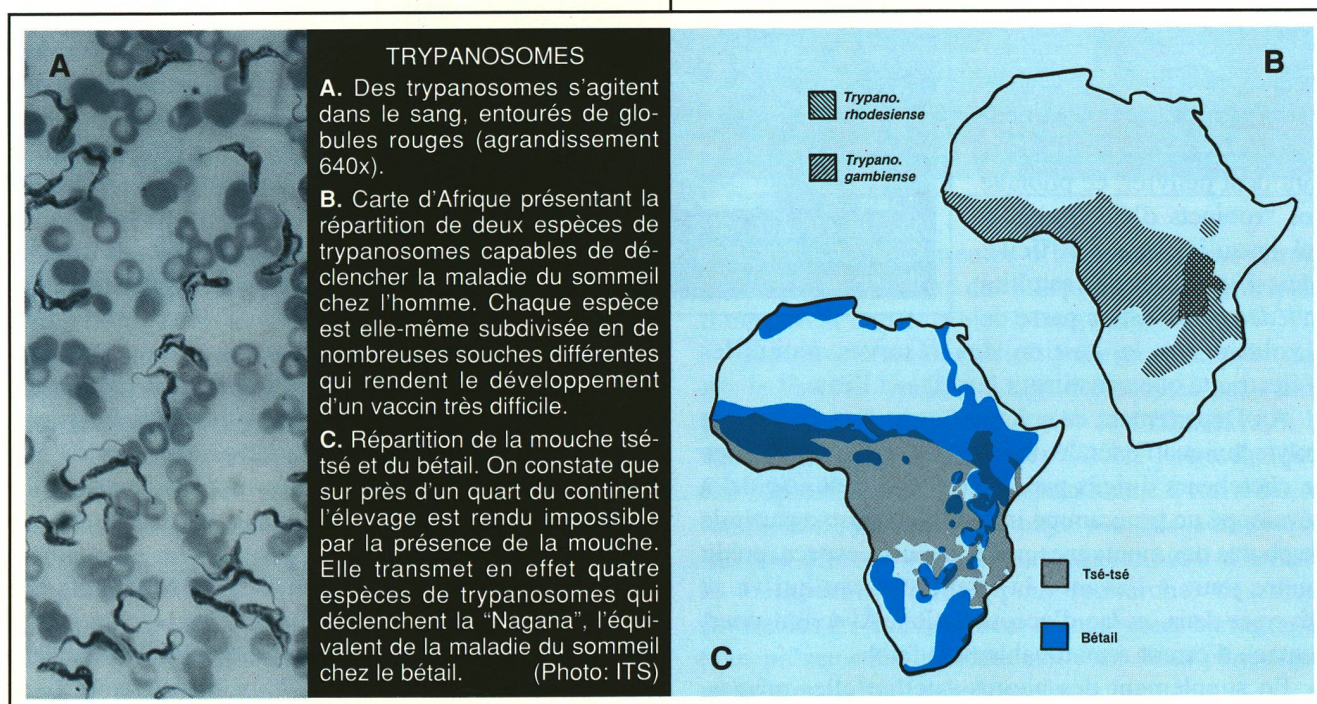 A
TRYPANOSOMES
A. Des trypanosomes s'agitent
dans le sang, entourés de glo-
bules rouges (agrandissement
640x).
B. Carte d'Afrique présentant la
répartition de deux espèces de
trypanosomes capables de dé-
clencher la maladie du sommeil
chez l'homme. Chaque espèce
est elle-même subdivisée en de
nombreuses souches différentes
qui rendent le développement
d'un vaccin très difficile.
C. Répartition de la mouche tsé-
tsé et du bétail. On constate que
sur près d'un quart du continent
l'élevage est rendu impossible
par la présence de la mouche.
Elle transmet en effet quatre
espèces de trypanosomes qui
déclenchent la "Nagana", l'équi-
valent de la maladie du sommeil
chez le bétail. (Photo: ITS)
B
Trypano.
rhodesiense
Trypano.
gambiense
C
Tsé-tsé
Bétail